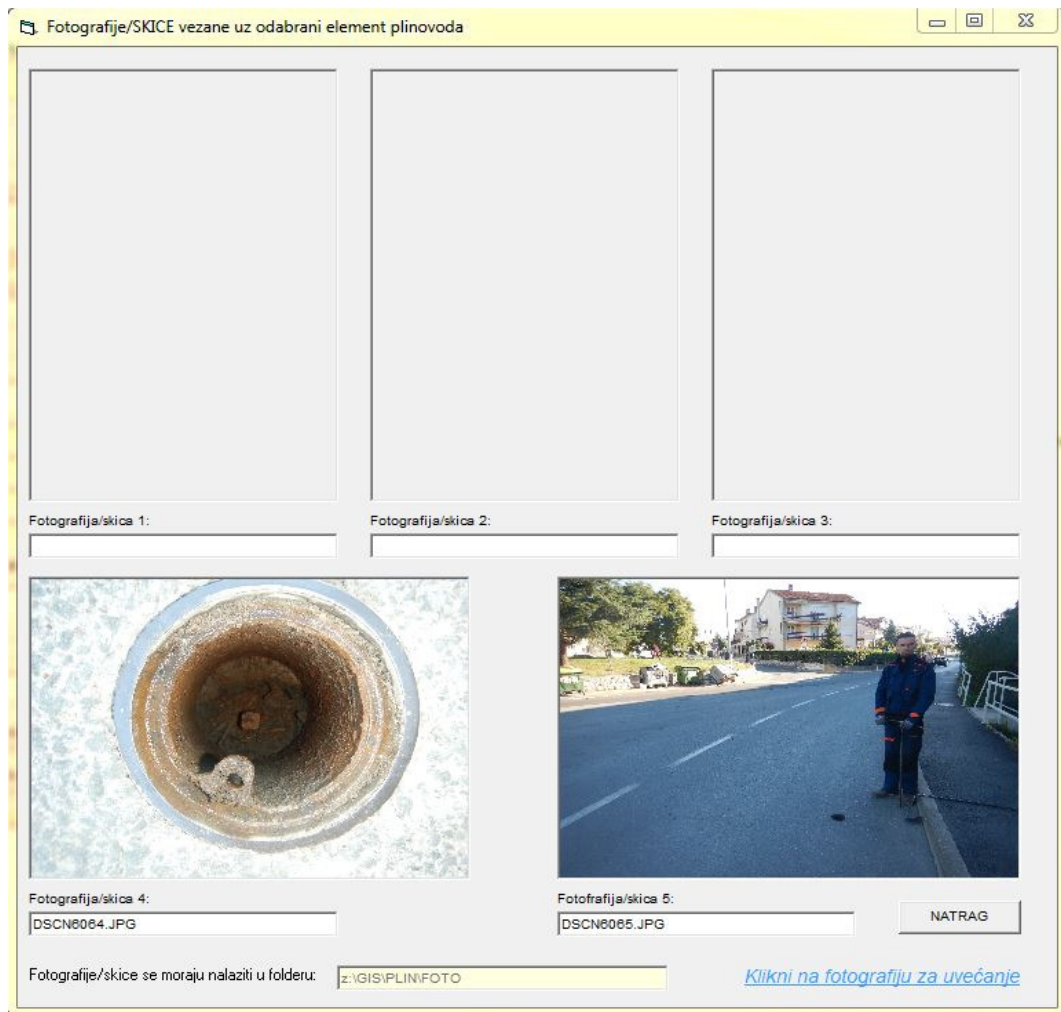 Fotografije/SKICE vezane uz odabrani element plinovoda
Fotografija/skica 1:
Fotografija/skica 2:
Fotografija/skica 3:
Fotografija/skica 4:
DSCN6064.JPG
Fotofrafija/skica 5:
DSCN6065.JPG
NATRAG
Fotografije/skice se moraju nalaziti u folderu:
z:\GIS\PLIN\FOTO
Klikni na fotografiju za uvećanje